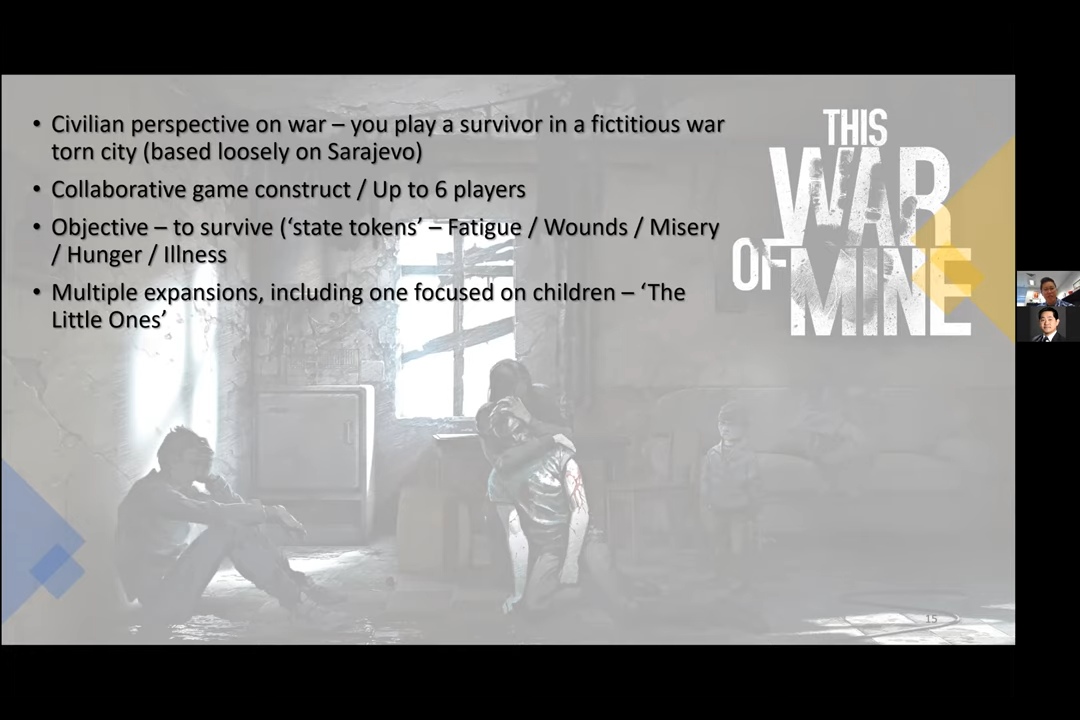 • Civilian perspective on war – you play a survivor in a fictitious war
torn city (based loosely on Sarajevo)
• Collaborative game construct / Up to 6 players
• Objective – to survive (‘state tokens’ – Fatigue / Wounds / Misery
/ Hunger / Illness
• Multiple expansions, including one focused on children – ‘The
Little Ones’
THIS
WAR
OF MINE
15